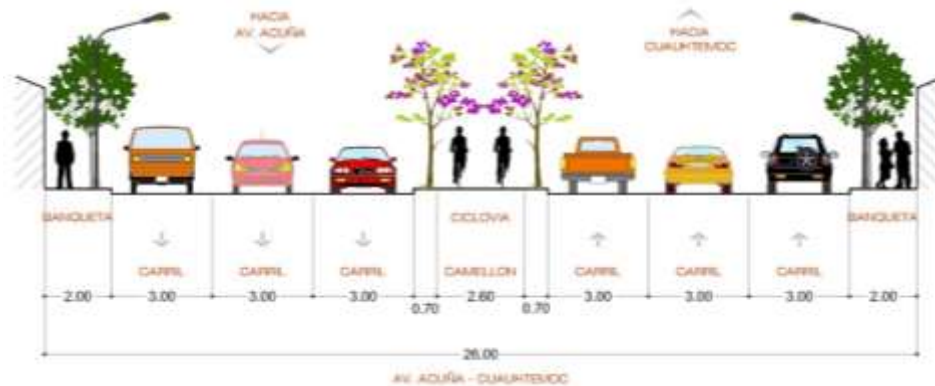 HACIA
AV. ACUÑA
HACIA
CUAUHTEMOC
BANQUETA
CICLOVIA
BANQUETA
CARRIL
CARRIL
CARRIL
CAMELLON
CARRIL
CARRIL
CARRIL
2.00
3.00
3.00
3.00
0.70
2.60
0.70
3.00
3.00
3.00
2.00
26.00
AV. ACUÑA - CUAUHTEMOC